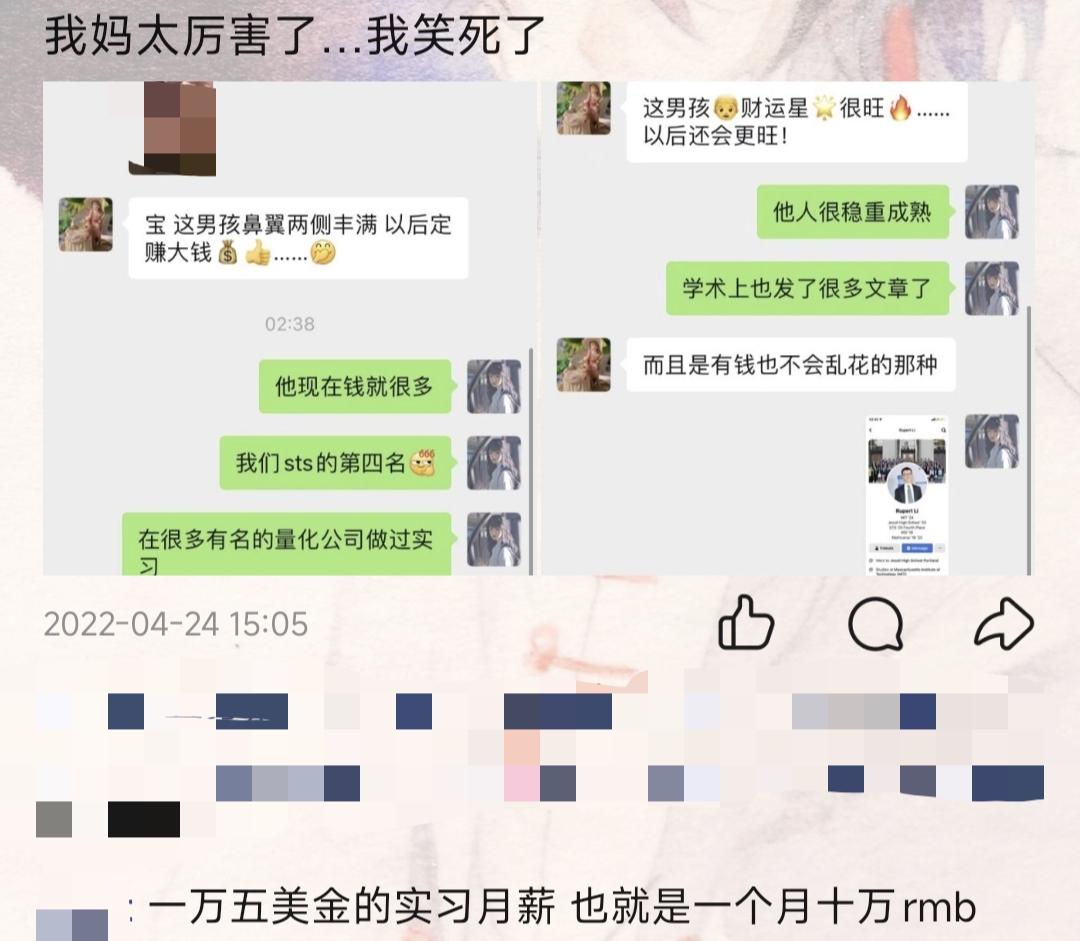 我妈太厉害了...我笑死了
宝 这男孩鼻翼两侧丰满 以后定
赚大钱💰👍......🤭
02:38
他现在钱就很多
我们sts的第四名
在很多有名的量化公司做过实
习
这男孩👴财运星🌟很旺🔥......
以后还会更旺!
他人很稳重成熟
学术上也发了很多文章了
而且是有钱也不会乱花的那种
Rupert Li
Rupert Li
2022-04-24 15:05
: 一万五美金的实习月薪 也就是一个月十万rmb